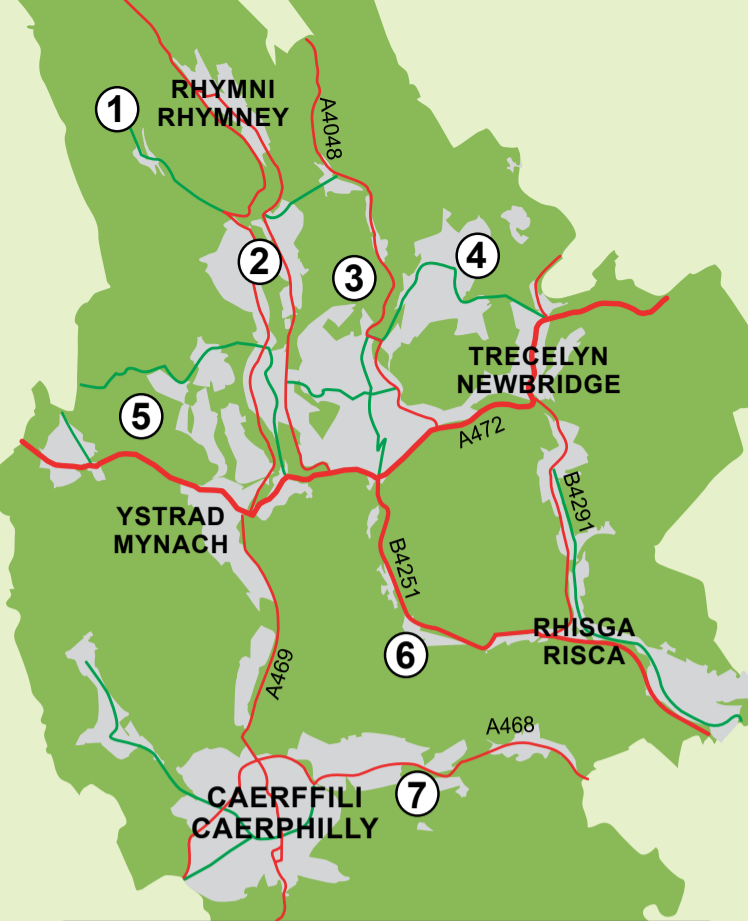 RHYMNI
RHYMNEY
1
A4048
2
3
4
TRECELYN
NEWBRIDGE
5
A472
YSTRAD
MYNACH
B4291
B4251
RHISGA
RISCA
6
A469
A468
7
CAERFFILI
CAERPHILLY